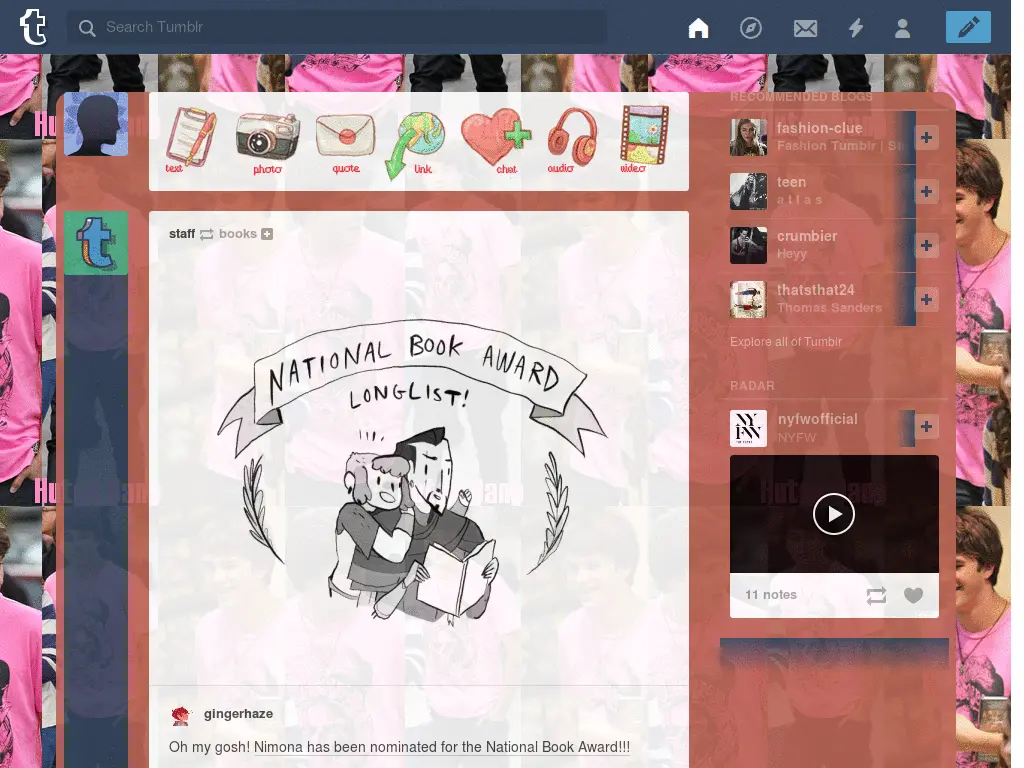 Search Tumblr
text photo quote link chat audio video
staff books
NATIONAL BOOK AWARD
LONGLIST!
gingerhaze
Oh my gosh! Nimona has been nominated for the National Book Award!!!
RECOMMENDED BLOGS
fashion-clue
Fashion Tumblr |
teen
a t l a s
crumbier
Heyy
thatsthat24
Thomas Sanders
Explore all of Tumblr
RADAR
nyfwofficial
NYFW
11 notes